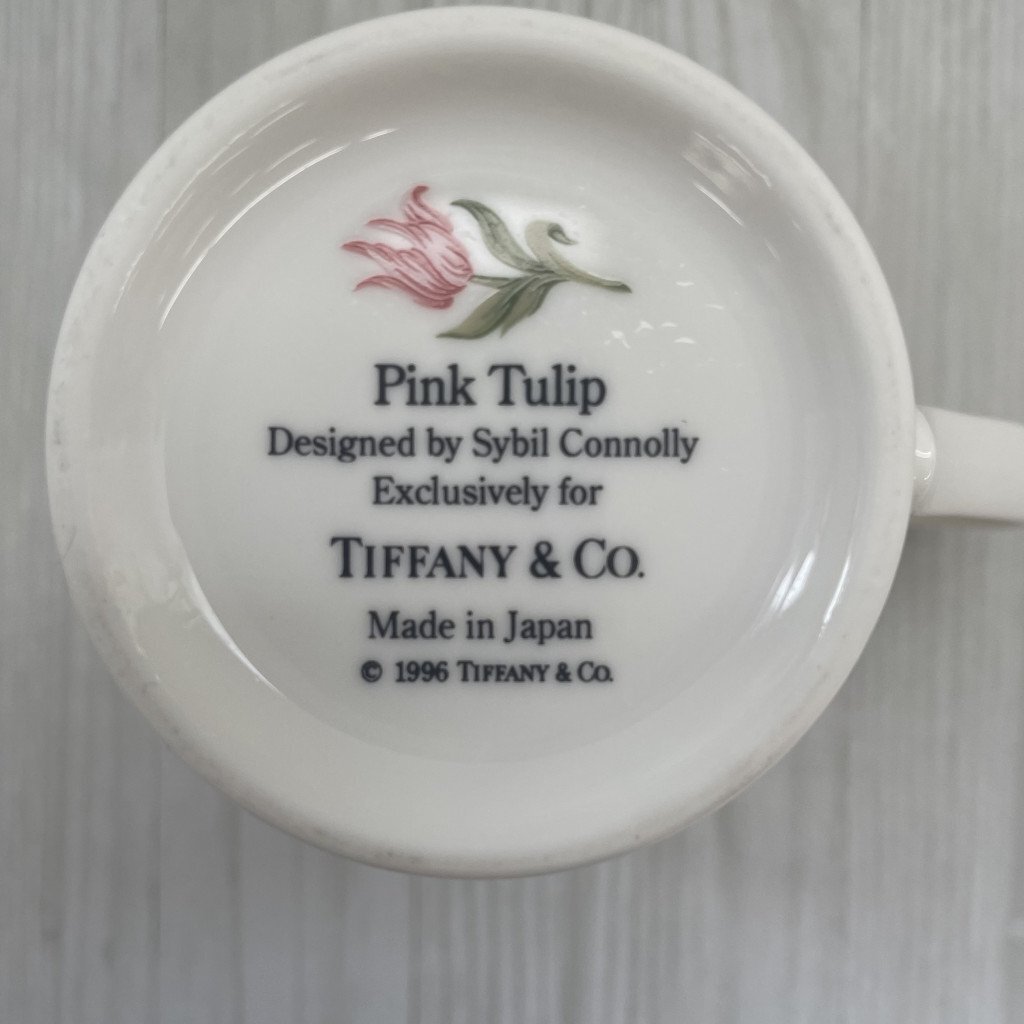 Pink Tulip
Designed by Sybil Connolly
Exclusively for
TIFFANY & CO.
Made in Japan
© 1996 TIFFANY & CO.